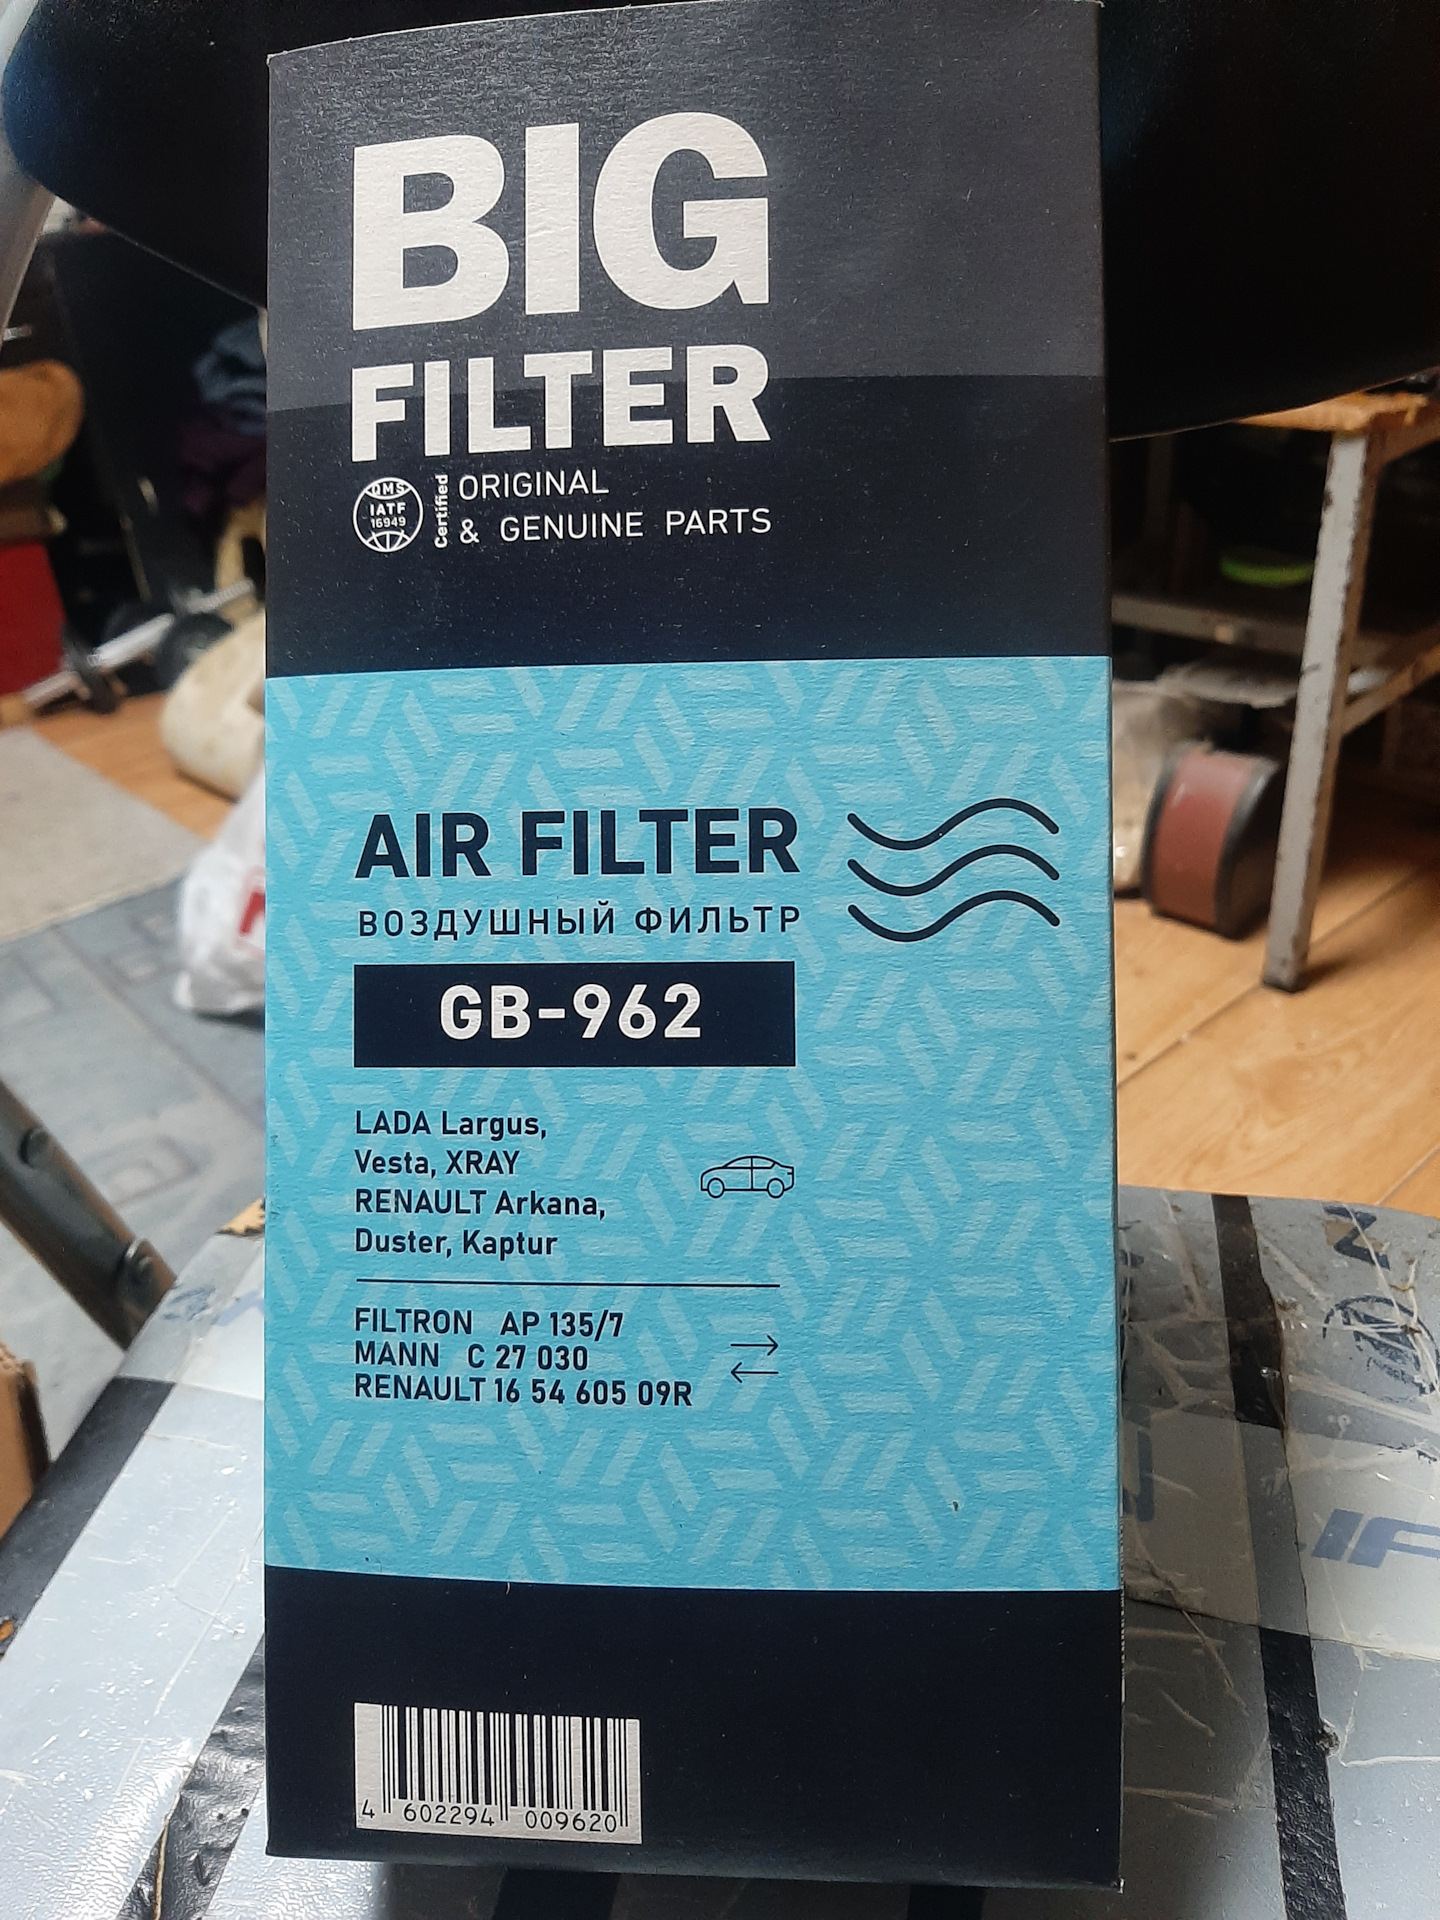 BIG
FILTER
QMS
IATF
16949
Certified
ORIGINAL
& GENUINE PARTS
AIR FILTER
ВОЗДУШНЫЙ ФИЛЬТР
GB-962
LADA Largus,
Vesta, XRAY
RENAULT Arkana,
Duster, Kaptur
FILTRON AP 135/7
MANN C 27 030
RENAULT 16 54 605 09R
4 602294 009620